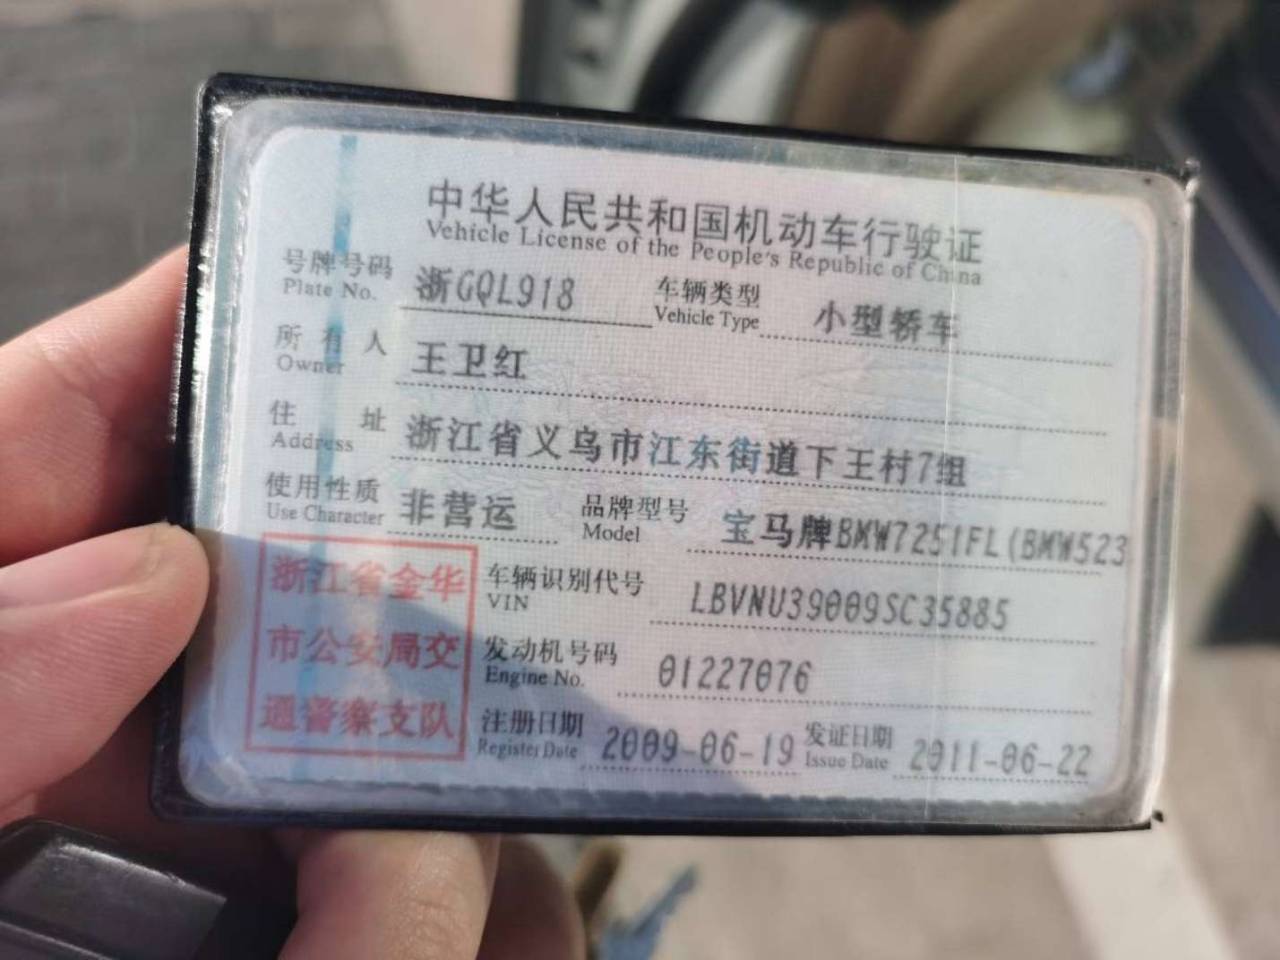 中华人民共和国机动车行驶证
Vehicle License of the People's Republic of China
号牌号码 浙GQL918 车辆类型 小型轿车
Plate No. Vehicle Type
所有人 王卫红
Owner
住址 浙江省义乌市江东街道下王村7组
Address
使用性质 非营运 品牌型号 宝马牌BMW7251FL(BMW523
Use Character Model
浙江省金华
市公安局交
通警察支队
车辆识别代号 LBVNU39009SC35885
VIN
发动机号码 01227076
Engine No.
注册日期 2009-06-19 发证日期 2011-06-22
Register Date Issue Date